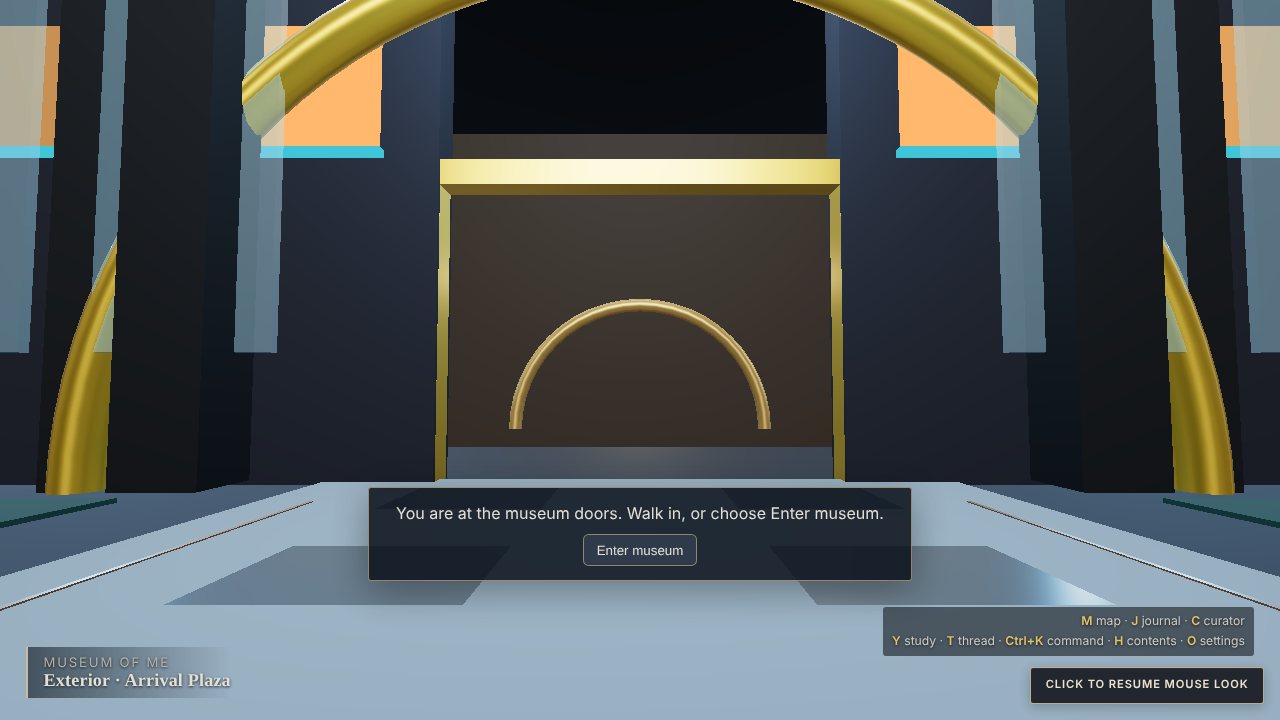 You are at the museum doors. Walk in, or choose Enter museum.
Enter museum
M map · J journal · C curator
Y study · T thread · Ctrl+K command · H contents · O settings
MUSEUM OF ME
Exterior · Arrival Plaza
CLICK TO RESUME MOUSE LOOK